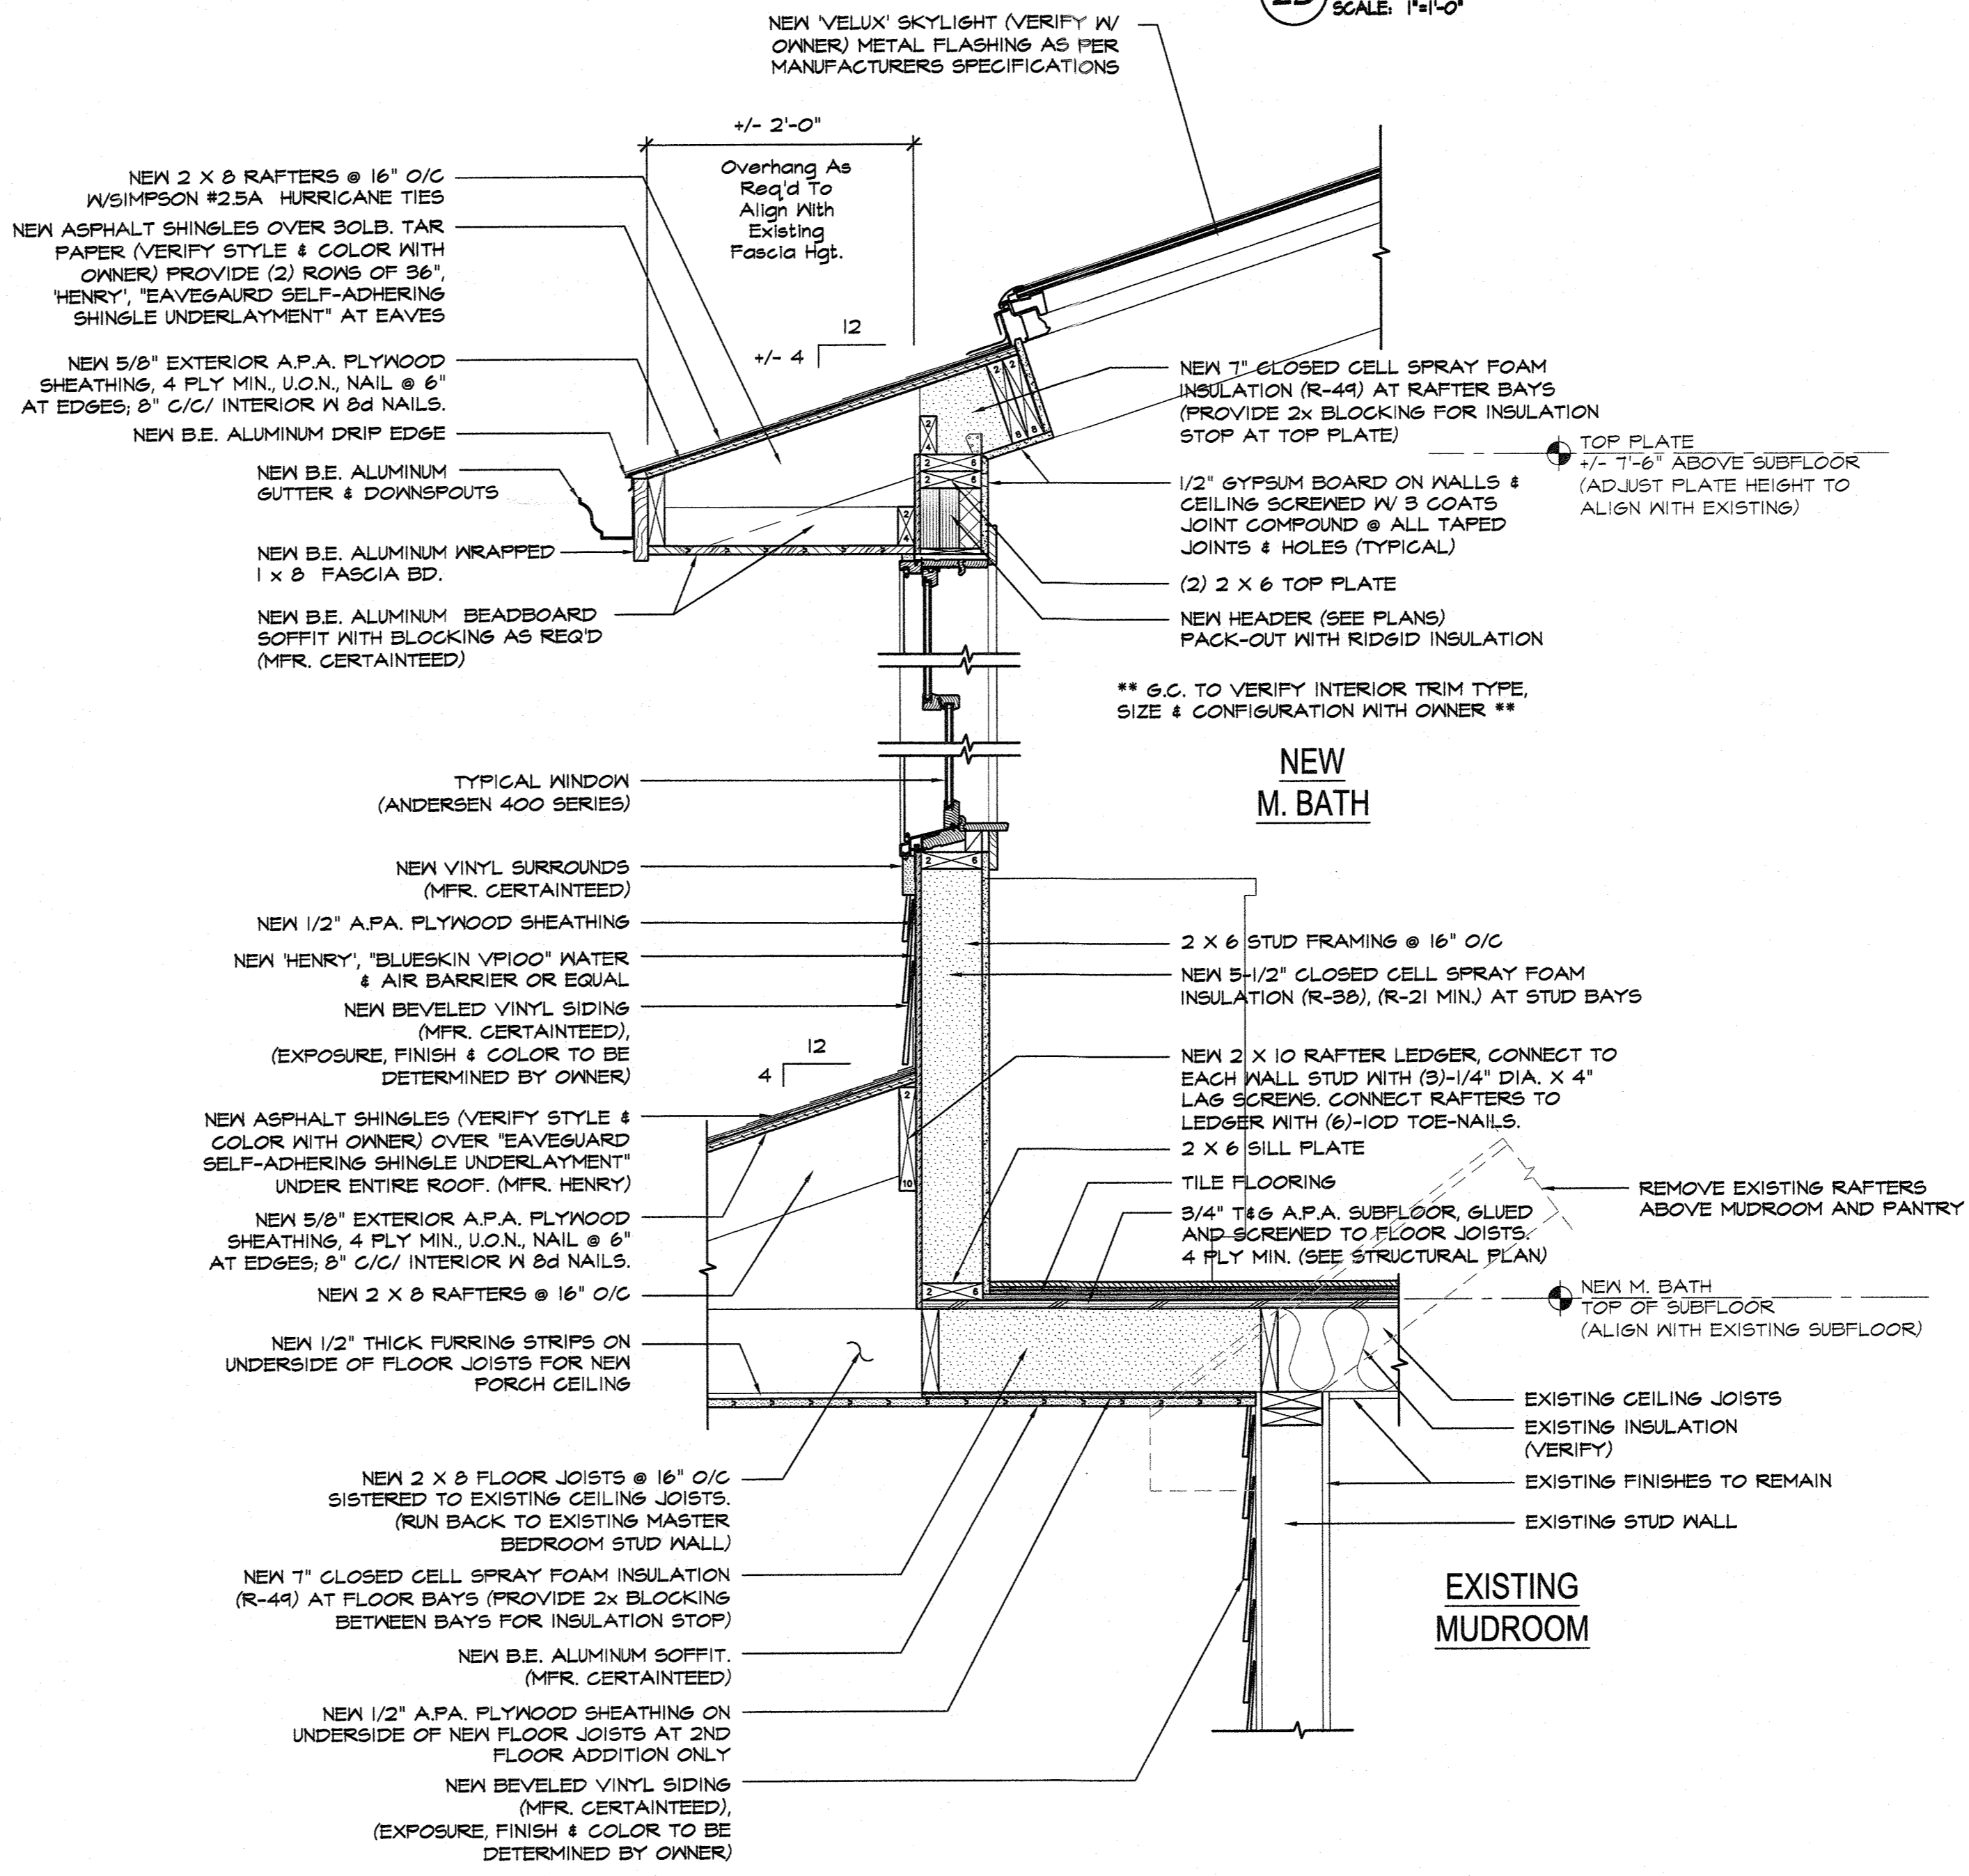 SCALE: 1"=1'-0"
NEW 'VELUX' SKYLIGHT (VERIFY W/
OWNER) METAL FLASHING AS PER
MANUFACTURERS SPECIFICATIONS
+/- 2'-0"
Overhang As
Req'd To
Align With
Existing
Fascia Hgt.
12
+/- 4
NEW 2 X 8 RAFTERS @ 16" O/C
W/SIMPSON #2.5A HURRICANE TIES
NEW ASPHALT SHINGLES OVER 30LB. TAR
PAPER (VERIFY STYLE & COLOR WITH
OWNER) PROVIDE (2) ROWS OF 36",
'HENRY', "EAVEGAURD SELF-ADHERING
SHINGLE UNDERLAYMENT" AT EAVES
NEW 5/8" EXTERIOR A.P.A. PLYWOOD
SHEATHING, 4 PLY MIN., U.O.N., NAIL @ 6"
AT EDGES; 8" C/C/ INTERIOR W 8d NAILS.
NEW B.E. ALUMINUM DRIP EDGE
NEW B.E. ALUMINUM
GUTTER & DOWNSPOUTS
NEW B.E. ALUMINUM WRAPPED
1 x 8 FASCIA BD.
NEW B.E. ALUMINUM BEADBOARD
SOFFIT WITH BLOCKING AS REQ'D
(MFR. CERTAINTEED)
2 2
8 8
2
4
2 6
2 6
2
4
NEW 7" CLOSED CELL SPRAY FOAM
INSULATION (R-49) AT RAFTER BAYS
(PROVIDE 2x BLOCKING FOR INSULATION
STOP AT TOP PLATE)
TOP PLATE
+/- 7'-6" ABOVE SUBFLOOR
(ADJUST PLATE HEIGHT TO
ALIGN WITH EXISTING)
1/2" GYPSUM BOARD ON WALLS &
CEILING SCREWED W/ 3 COATS
JOINT COMPOUND @ ALL TAPED
JOINTS & HOLES (TYPICAL)
(2) 2 X 6 TOP PLATE
NEW HEADER (SEE PLANS)
PACK-OUT WITH RIDGID INSULATION
** G.C. TO VERIFY INTERIOR TRIM TYPE,
SIZE & CONFIGURATION WITH OWNER **
NEW
M. BATH
TYPICAL WINDOW
(ANDERSEN 400 SERIES)
2 6
NEW VINYL SURROUNDS
(MFR. CERTAINTEED)
NEW 1/2" A.P.A. PLYWOOD SHEATHING
NEW 'HENRY', "BLUESKIN VP100" WATER
& AIR BARRIER OR EQUAL
NEW BEVELED VINYL SIDING
(MFR. CERTAINTEED),
(EXPOSURE, FINISH & COLOR TO BE
DETERMINED BY OWNER)
12
4
NEW ASPHALT SHINGLES (VERIFY STYLE &
COLOR WITH OWNER) OVER "EAVEGUARD
SELF-ADHERING SHINGLE UNDERLAYMENT"
UNDER ENTIRE ROOF. (MFR. HENRY)
NEW 5/8" EXTERIOR A.P.A. PLYWOOD
SHEATHING, 4 PLY MIN., U.O.N., NAIL @ 6"
AT EDGES; 8" C/C/ INTERIOR W 8d NAILS.
NEW 2 X 8 RAFTERS @ 16" O/C
NEW 1/2" THICK FURRING STRIPS ON
UNDERSIDE OF FLOOR JOISTS FOR NEW
PORCH CEILING
2
10
2 6
2 X 6 STUD FRAMING @ 16" O/C
NEW 5-1/2" CLOSED CELL SPRAY FOAM
INSULATION (R-38), (R-21 MIN.) AT STUD BAYS
NEW 2 X 10 RAFTER LEDGER, CONNECT TO
EACH WALL STUD WITH (3)-1/4" DIA. X 4"
LAG SCREWS. CONNECT RAFTERS TO
LEDGER WITH (6)-10D TOE-NAILS.
2 X 6 SILL PLATE
TILE FLOORING
3/4" T&G A.P.A. SUBFLOOR, GLUED
AND SCREWED TO FLOOR JOISTS.
4 PLY MIN. (SEE STRUCTURAL PLAN)
REMOVE EXISTING RAFTERS
ABOVE MUDROOM AND PANTRY
NEW M. BATH
TOP OF SUBFLOOR
(ALIGN WITH EXISTING SUBFLOOR)
EXISTING CEILING JOISTS
EXISTING INSULATION
(VERIFY)
EXISTING FINISHES TO REMAIN
EXISTING STUD WALL
EXISTING
MUDROOM
NEW 2 X 8 FLOOR JOISTS @ 16" O/C
SISTERED TO EXISTING CEILING JOISTS.
(RUN BACK TO EXISTING MASTER
BEDROOM STUD WALL)
NEW 7" CLOSED CELL SPRAY FOAM INSULATION
(R-49) AT FLOOR BAYS (PROVIDE 2x BLOCKING
BETWEEN BAYS FOR INSULATION STOP)
NEW B.E. ALUMINUM SOFFIT.
(MFR. CERTAINTEED)
NEW 1/2" A.P.A. PLYWOOD SHEATHING ON
UNDERSIDE OF NEW FLOOR JOISTS AT 2ND
FLOOR ADDITION ONLY
NEW BEVELED VINYL SIDING
(MFR. CERTAINTEED),
(EXPOSURE, FINISH & COLOR TO BE
DETERMINED BY OWNER)